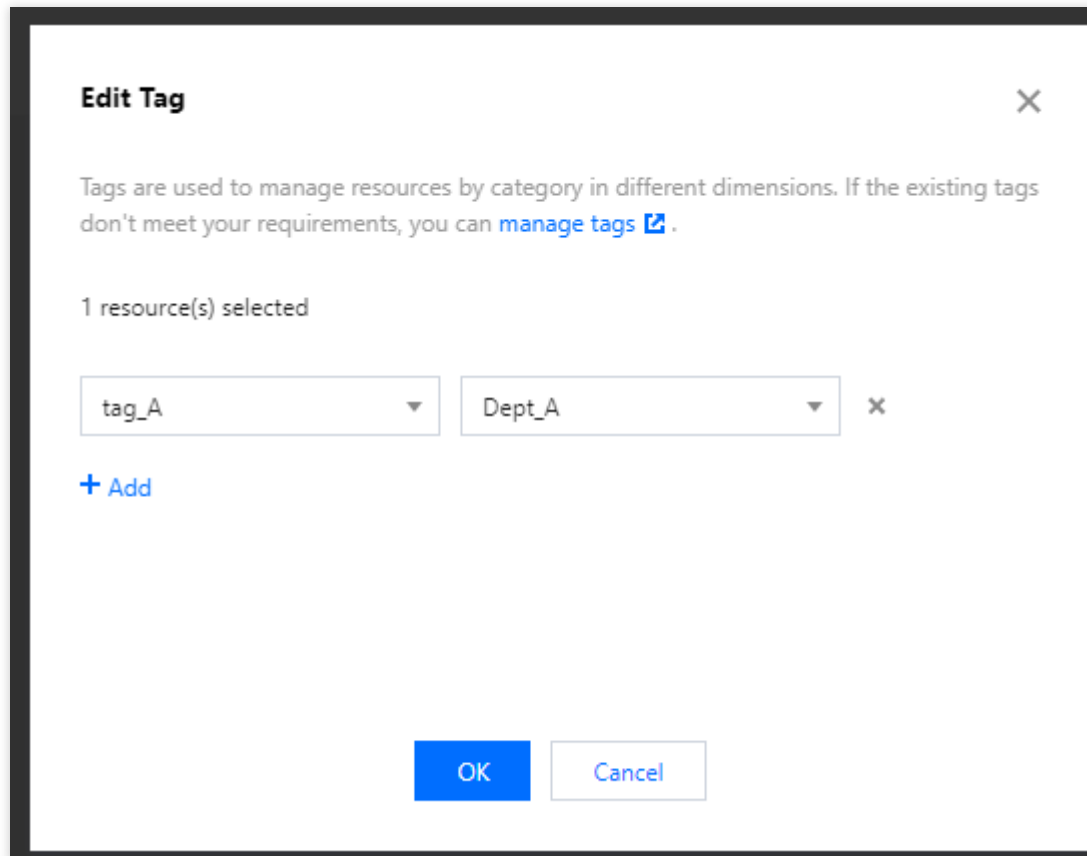 Edit Tag
Tags are used to manage resources by category in different dimensions. If the existing tags
don't meet your requirements, you can manage tags .
1 resource(s) selected
tag_A Dept_A
+ Add
OK Cancel